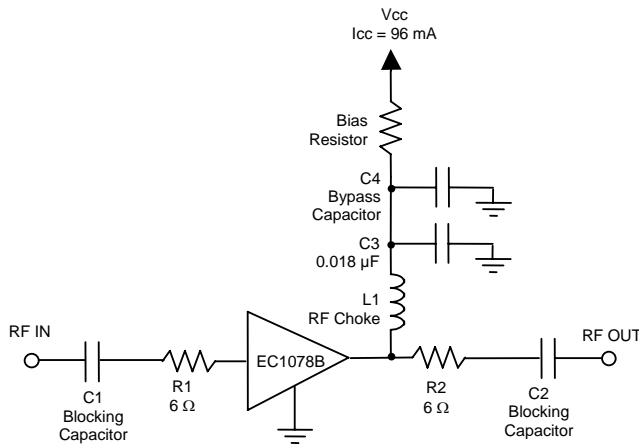 Vcc
Icc = 96 mA
Bias
Resistor
C4
Bypass
Capacitor
C3
0.018 µF
L1
RF Choke
RF IN
RF OUT
EC1078B
C1
Blocking
Capacitor
R1
6 Ω
R2
6 Ω
C2
Blocking
Capacitor